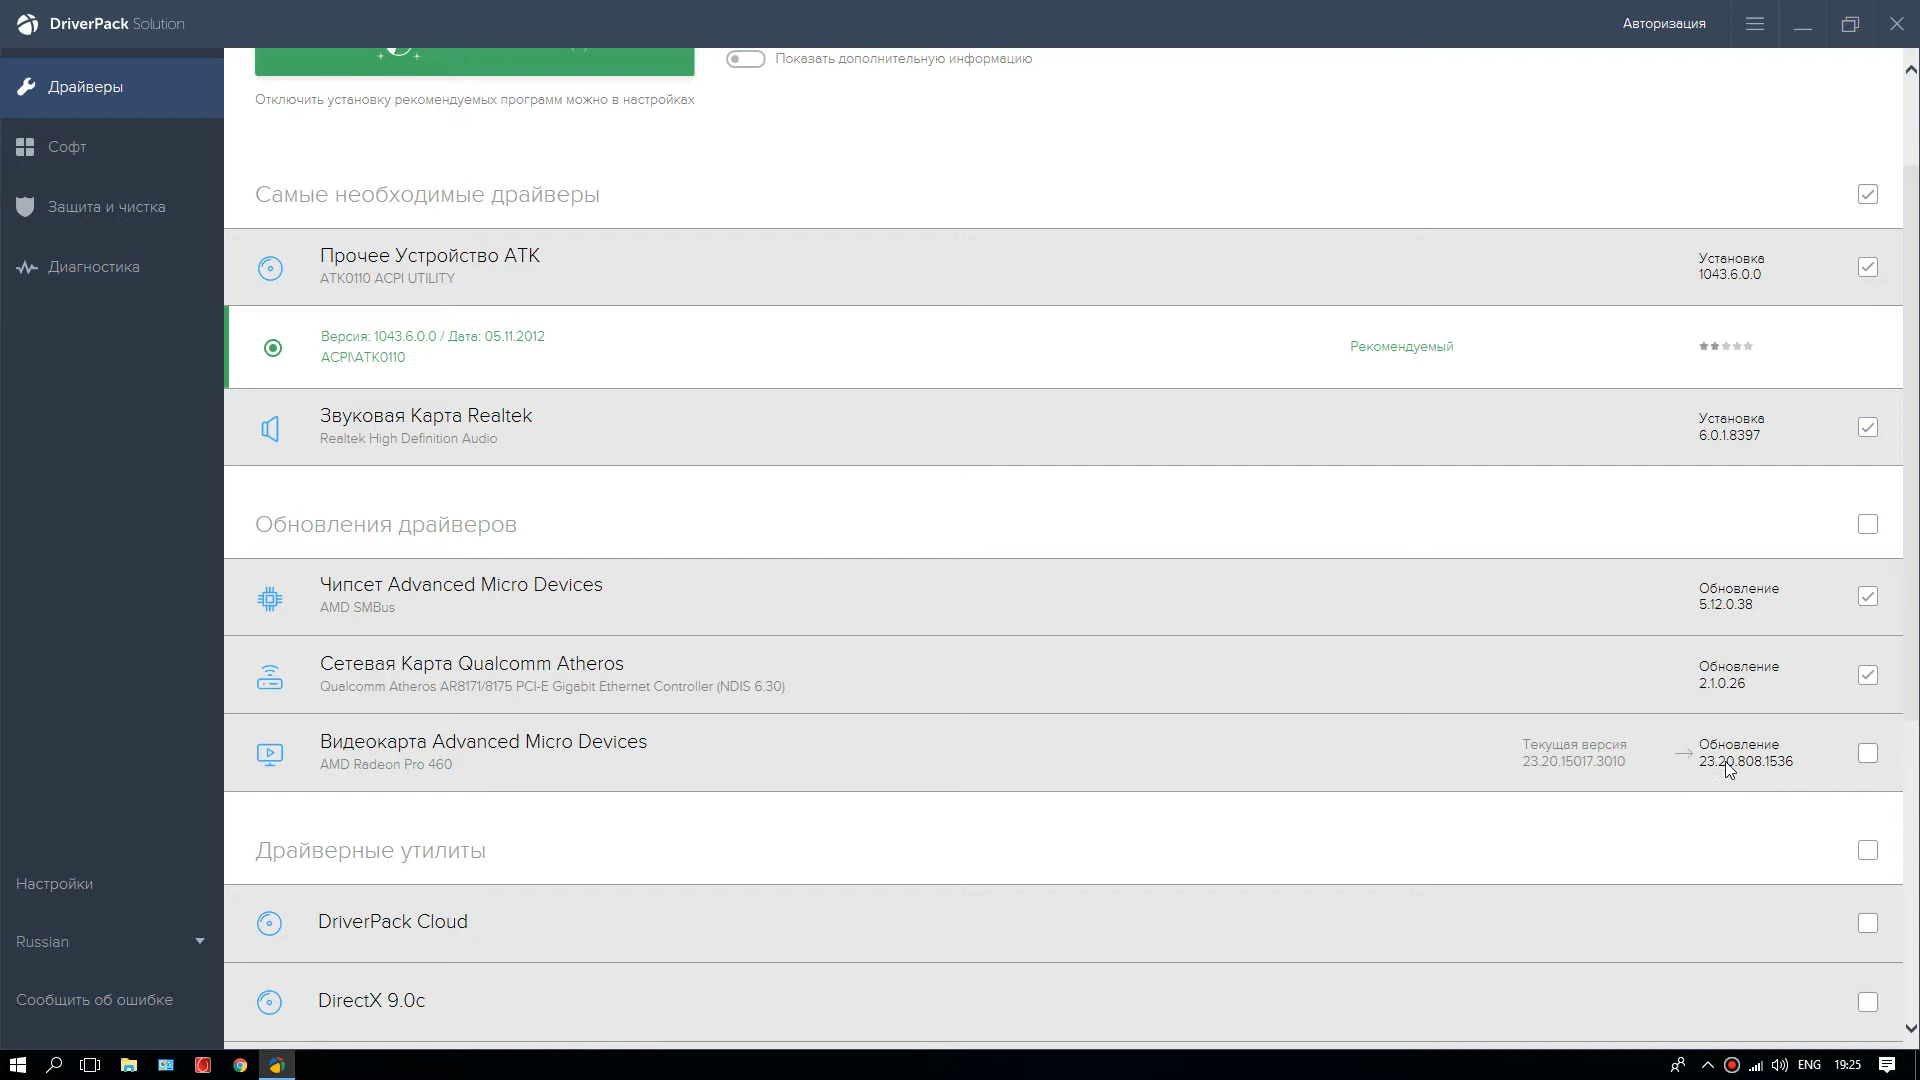 DriverPack Solution
Авторизация
Драйверы
Софт
Защита и чистка
Диагностика
Настройки
Russian
Сообщить об ошибке
Показать дополнительную информацию
Отключить установку рекомендуемых программ можно в настройках
Самые необходимые драйверы
Прочее Устройство ATK
ATK0110 ACPI UTILITY
Установка
1043.6.0.0
Версия: 1043.6.0.0 / Дата: 05.11.2012
ACPI\ATK0110
Рекомендуемый
Звуковая Карта Realtek
Realtek High Definition Audio
Установка
6.0.1.8397
Обновления драйверов
Чипсет Advanced Micro Devices
AMD SMBus
Обновление
5.12.0.38
Сетевая Карта Qualcomm Atheros
Qualcomm Atheros AR8171/8175 PCI-E Gigabit Ethernet Controller (NDIS 6.30)
Обновление
2.1.0.26
Видеокарта Advanced Micro Devices
AMD Radeon Pro 460
Текущая версия
23.20.15017.3010
Обновление
23.20.808.1536
Драйверные утилиты
DriverPack Cloud
DirectX 9.0c
ENG
19:25